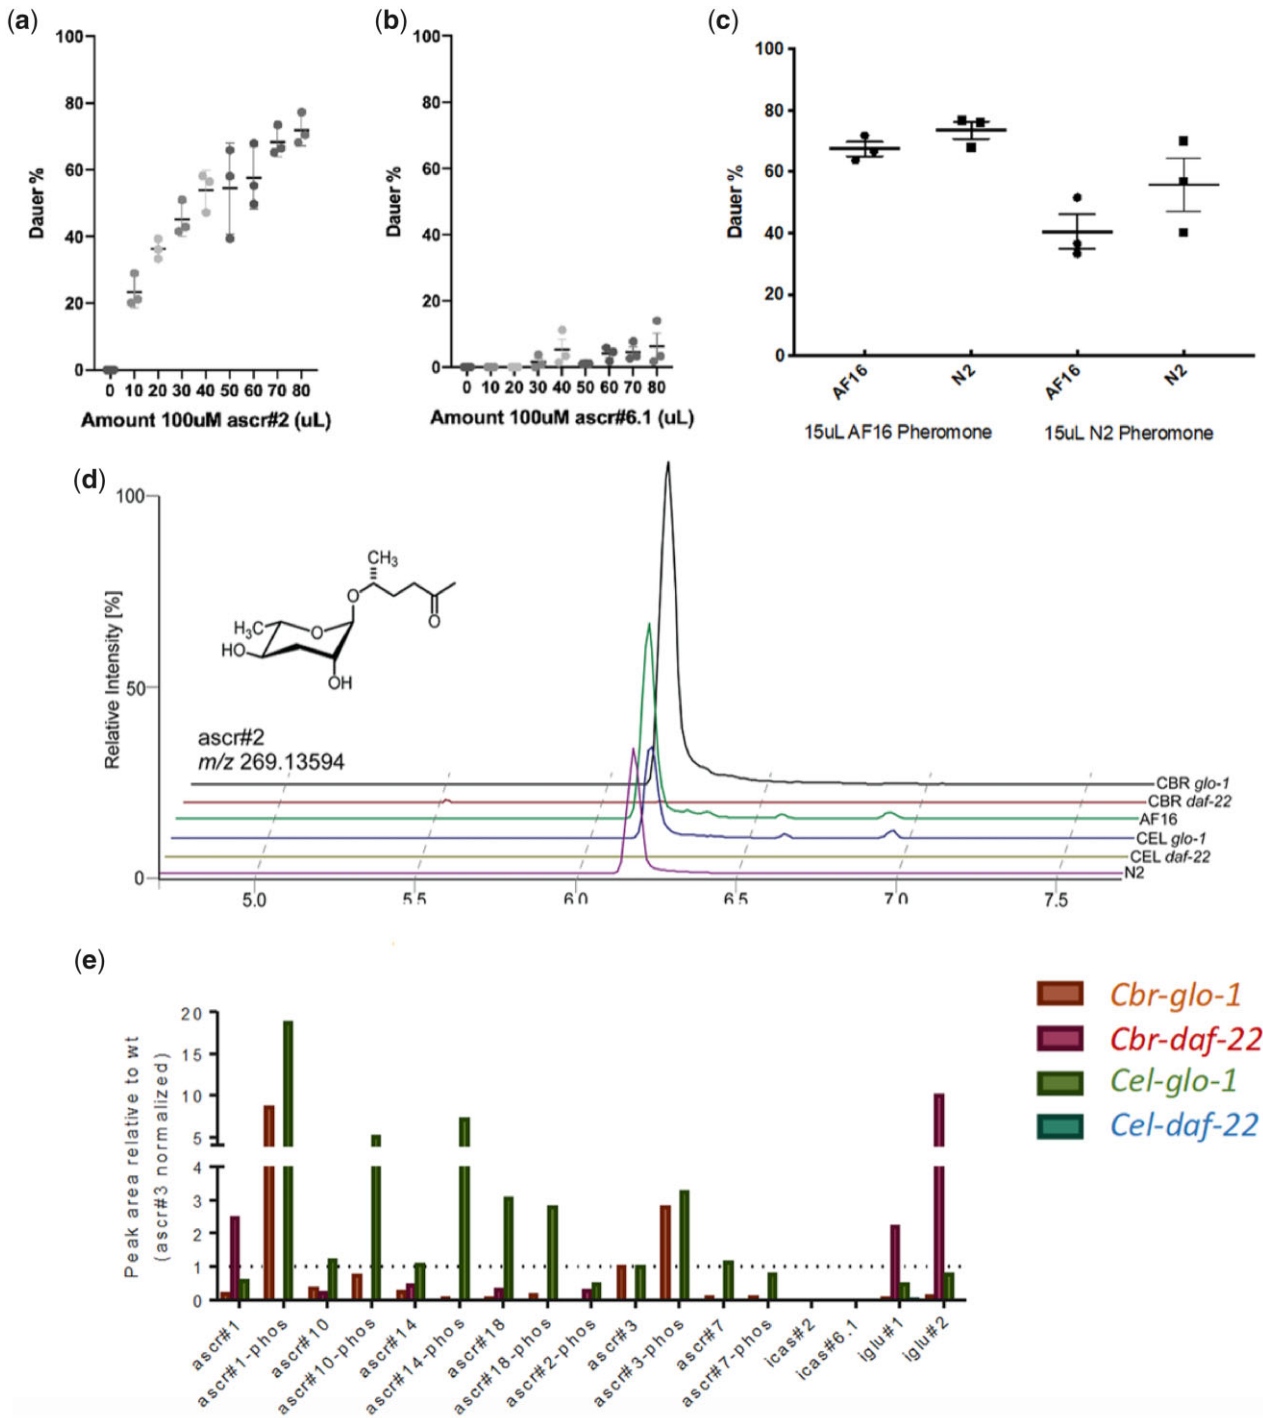 (a)
100
80
60
40
20
0
Dauer %
0 10 20 30 40 50 60 70 80
Amount 100uM ascr#2 (uL)
(b)
100
80
60
40
20
0
Dauer %
0 10 20 30 40 50 60 70 80
Amount 100uM ascr#6.1 (uL)
(c)
100
80
60
40
20
0
Dauer %
AF16 N2 AF16 N2
15uL AF16 Pheromone 15uL N2 Pheromone
(d)
100
50
0
Relative Intensity [%]
CH3
O
O
H3C
O
HO
OH
ascr#2
m/z 269.13594
CBR glo-1
CBR daf-22
AF16
CEL glo-1
CEL daf-22
N2
5.0 5.5 6.0 6.5 7.0 7.5
(e)
Peak area relative to wt
(ascr#3 normalized)
20
15
10
5
4
3
2
1
0
ascr#1
ascr#1-phos
ascr#10
ascr#10-phos
ascr#14
ascr#14-phos
ascr#18
ascr#18-phos
ascr#2-phos
ascr#3
ascr#3-phos
ascr#7
ascr#7-phos
icas#2
icas#6.1
iglu#1
iglu#2
Cbr-glo-1
Cbr-daf-22
Cel-glo-1
Cel-daf-22